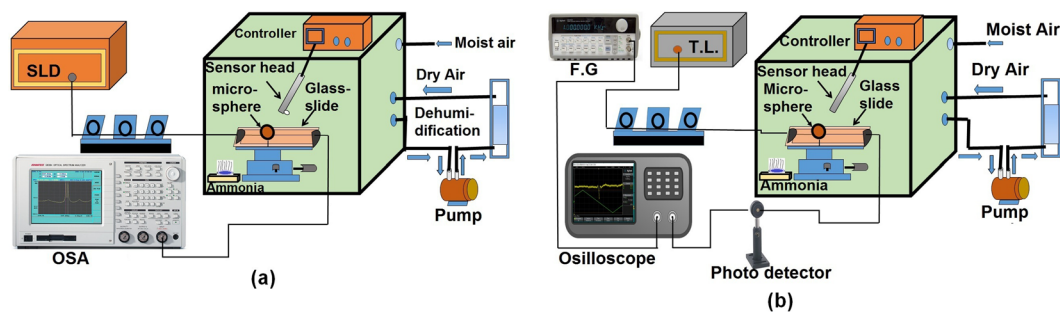 SLD
Controller
Sensor head
micro-
sphere
Glass-
slide
Moist air
Dry Air
Dehumi-
dification
Ammonia
Pump
OSA
(a)
F.G
T.L.
Controller
Sensor head
Micro-
sphere
Glass
slide
Moist Air
Dry Air
Ammonia
Pump
Osilloscope
Photo detector
(b)